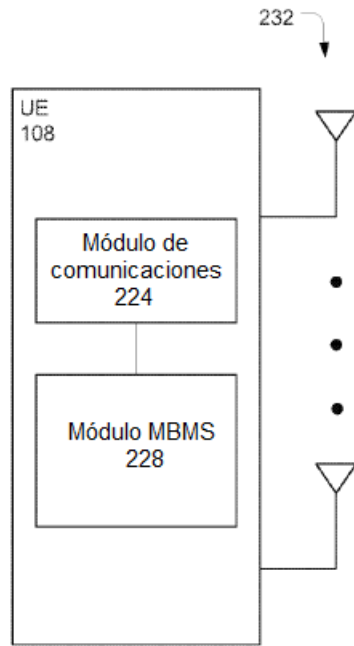 232
UE
108
Módulo de
comunicaciones
224
Módulo MBMS
228